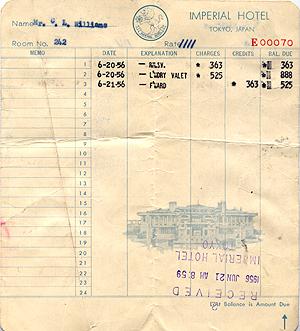 IMPERIAL HOTEL
TOKYO, JAPAN
Name Mr. C. L. Williams
Room No. 242 Rate ////
E 00070
MEMO DATE EXPLANATION CHARGES CREDITS BAL. DUE
1 6-20-56 — RESV. * 363 * 363
2 6-20-56 — L'DRY VALET * 525 * 888
3 6-21-56 — F'WARD * 363 * 525
4
5
6
7
8
9
10
11
12
13
14
15
16
17
18
19
20
21
22
23
24
RECEIVED
1956 JUN 21 AM 8:59
IMPERIAL HOTEL
TOKYO
Balance is Amount Due